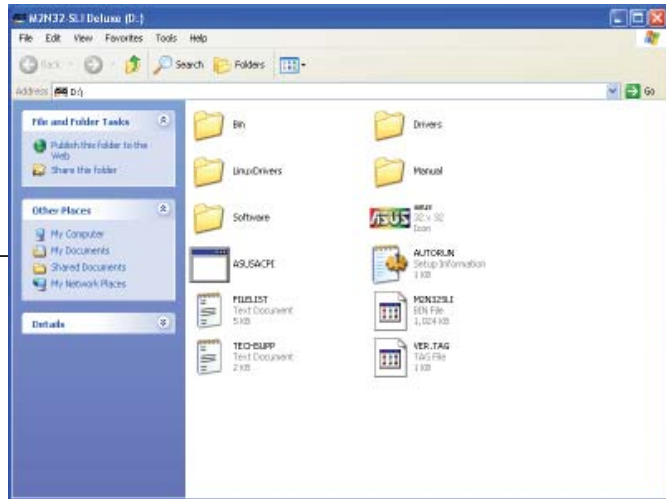 M2N32-SLI Deluxe (D:)
File Edit View Favorites Tools Help
Back Search Folders
Address D:\ Go
File and Folder Tasks
Publish this folder to the
Web
Share this folder
Other Places
My Computer
My Documents
Shared Documents
My Network Places
Details
Bin
Drivers
LinuxDrivers
Manual
Software
ASUS
asus
32 x 32
Icon
ASUSACPI
AUTORUN
Setup Information
1 KB
FILELIST
Text Document
5 KB
M2N32SLI
BIN File
1,024 KB
TECHSUPP
Text Document
2 KB
VER.TAG
TAG File
1 KB